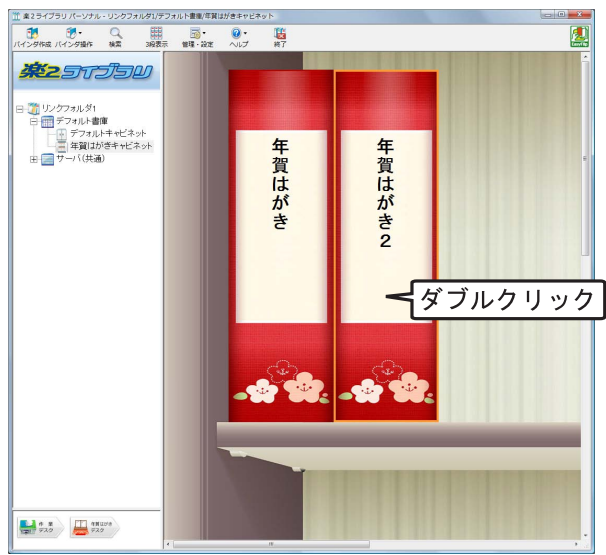 楽2ライブラリ パーソナル - リンクフォルダ1/デフォルト書庫/年賀はがきキャビネット
バインダ作成 バインダ操作 検索 3段表示 管理・設定 ヘルプ 終了
EasyFlip
楽2ライブラリ
リンクフォルダ1
デフォルト書庫
デフォルトキャビネット
年賀はがきキャビネット
サーバ(共通)
年賀はがき
年賀はがき2
ダブルクリック
作業
デスク
年賀はがき
デスク